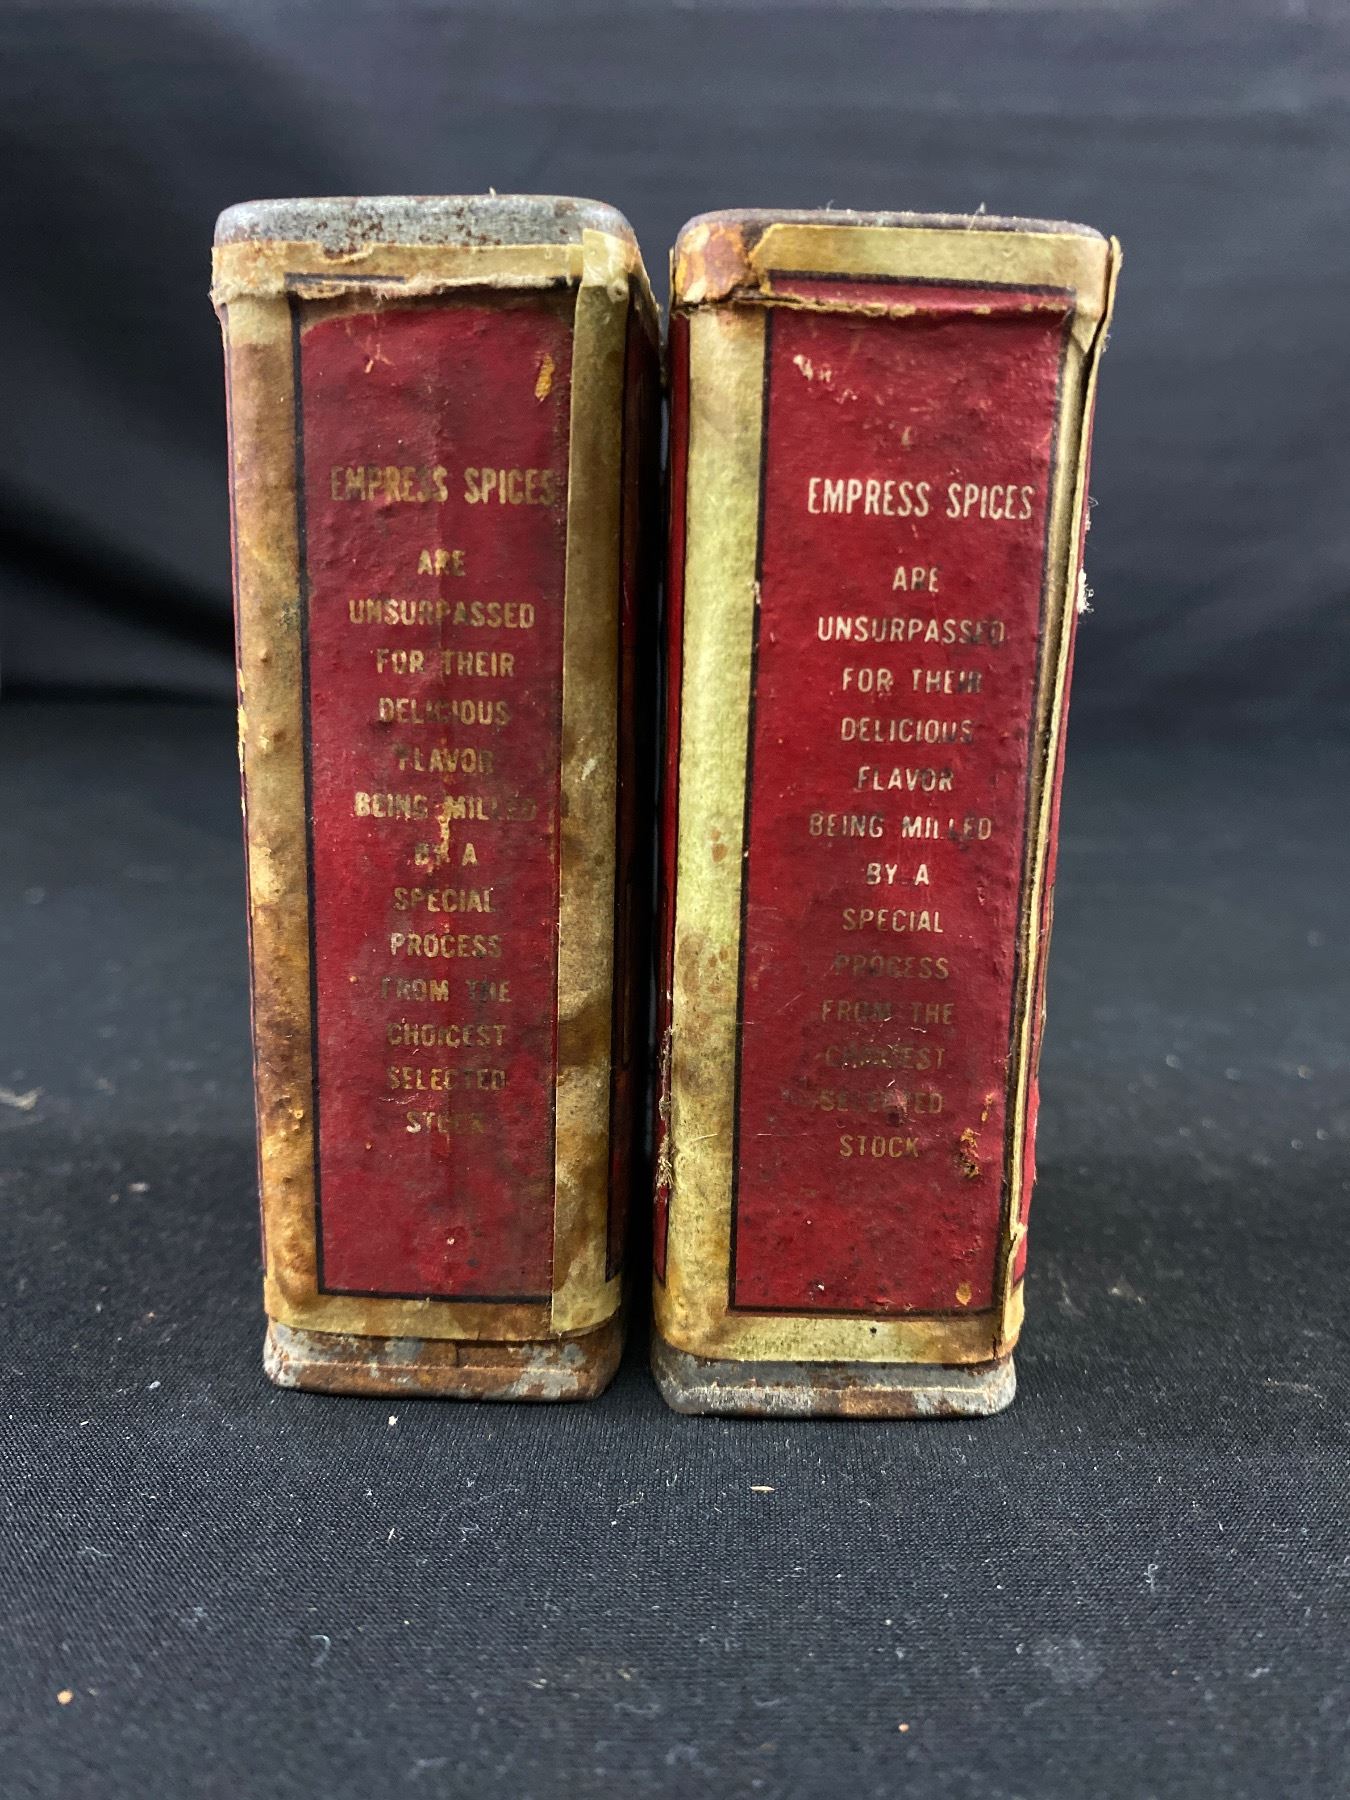 EMPRESS SPICES
ARE
UNSURPASSED
FOR THEIR
DELICIOUS
FLAVOR
BEING MILLED
BY A
SPECIAL
PROCESS
FROM THE
CHOICEST
SELECTED
STOCK
EMPRESS SPICES
ARE
UNSURPASSED
FOR THEIR
DELICIOUS
FLAVOR
BEING MILLED
BY A
SPECIAL
PROCESS
FROM THE
CHOICEST
SELECTED
STOCK